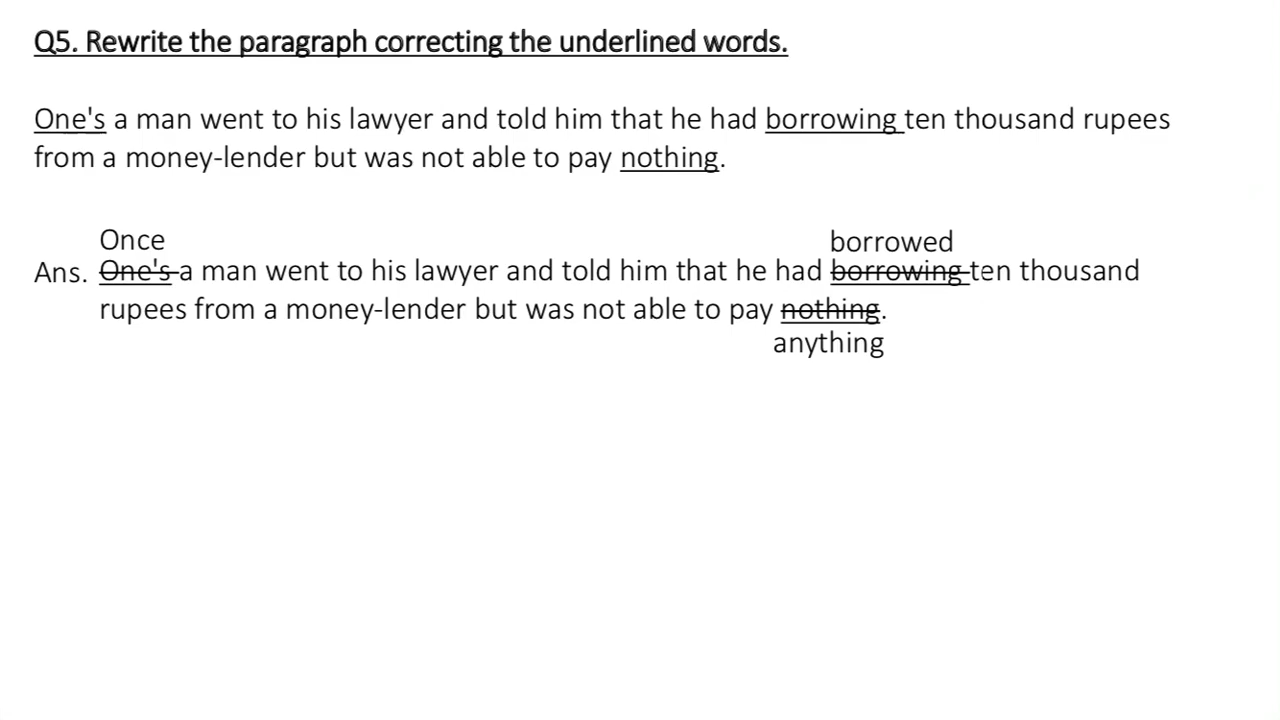 Q5. Rewrite the paragraph correcting the underlined words.
One's a man went to his lawyer and told him that he had borrowing ten thousand rupees
from a money-lender but was not able to pay nothing.
Once borrowed
Ans. One's a man went to his lawyer and told him that he had borrowing ten thousand
rupees from a money-lender but was not able to pay nothing.
anything